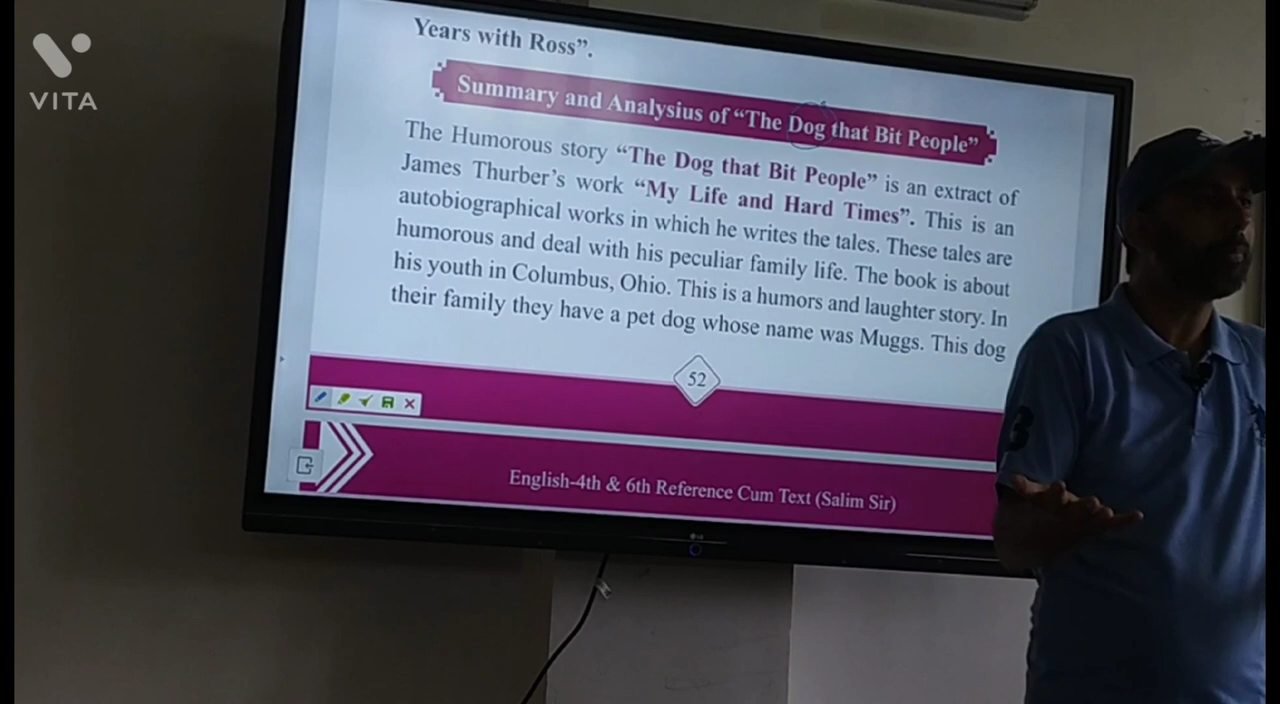 VITA
Years with Ross”.
Summary and Analysius of “The Dog that Bit People”
The Humorous story “The Dog that Bit People” is an extract of
James Thurber’s work “My Life and Hard Times”. This is an
autobiographical works in which he writes the tales. These tales are
humorous and deal with his peculiar family life. The book is about
his youth in Columbus, Ohio. This is a humors and laughter story. In
their family they have a pet dog whose name was Muggs. This dog
52
English-4th & 6th Reference Cum Text (Salim Sir)
LG
3